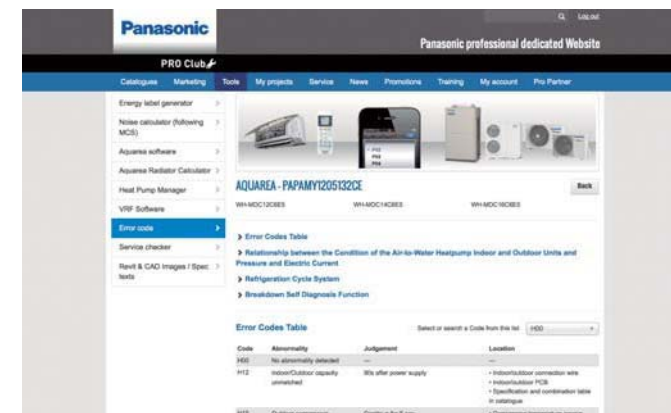 Log out
Panasonic
Panasonic professional dedicated Website
PRO Club
Catalogues Marketing Tools My projects Service News Promotions Training My account Pro Partner
Energy label generator
Noise calculator (following MCS)
Aquarea software
Aquarea Radiator Calculator
Heat Pump Manager
VRF Software
Error code
Service checker
Revit & CAD Images / Spec texts
AQUAREA - PAPAMY1205132CE
Back
WH-MDC12C6E5 WH-MDC14C6E5 WH-MDC16C6E5
Error Codes Table
Relationship between the Condition of the Air-to-Water Heatpump Indoor and Outdoor Units and
Pressure and Electric Current
Refrigeration Cycle System
Breakdown Self Diagnosis Function
Error Codes Table
Select or search a Code from this list H00
Code Abnormality Judgement Location
H00 No abnormality detected — —
H12 Indoor/Outdoor capacity unmatched 90s after power supply
• Indoor/outdoor connection wire
• Indoor/outdoor PCB
• Specification and combination table
in catalogue